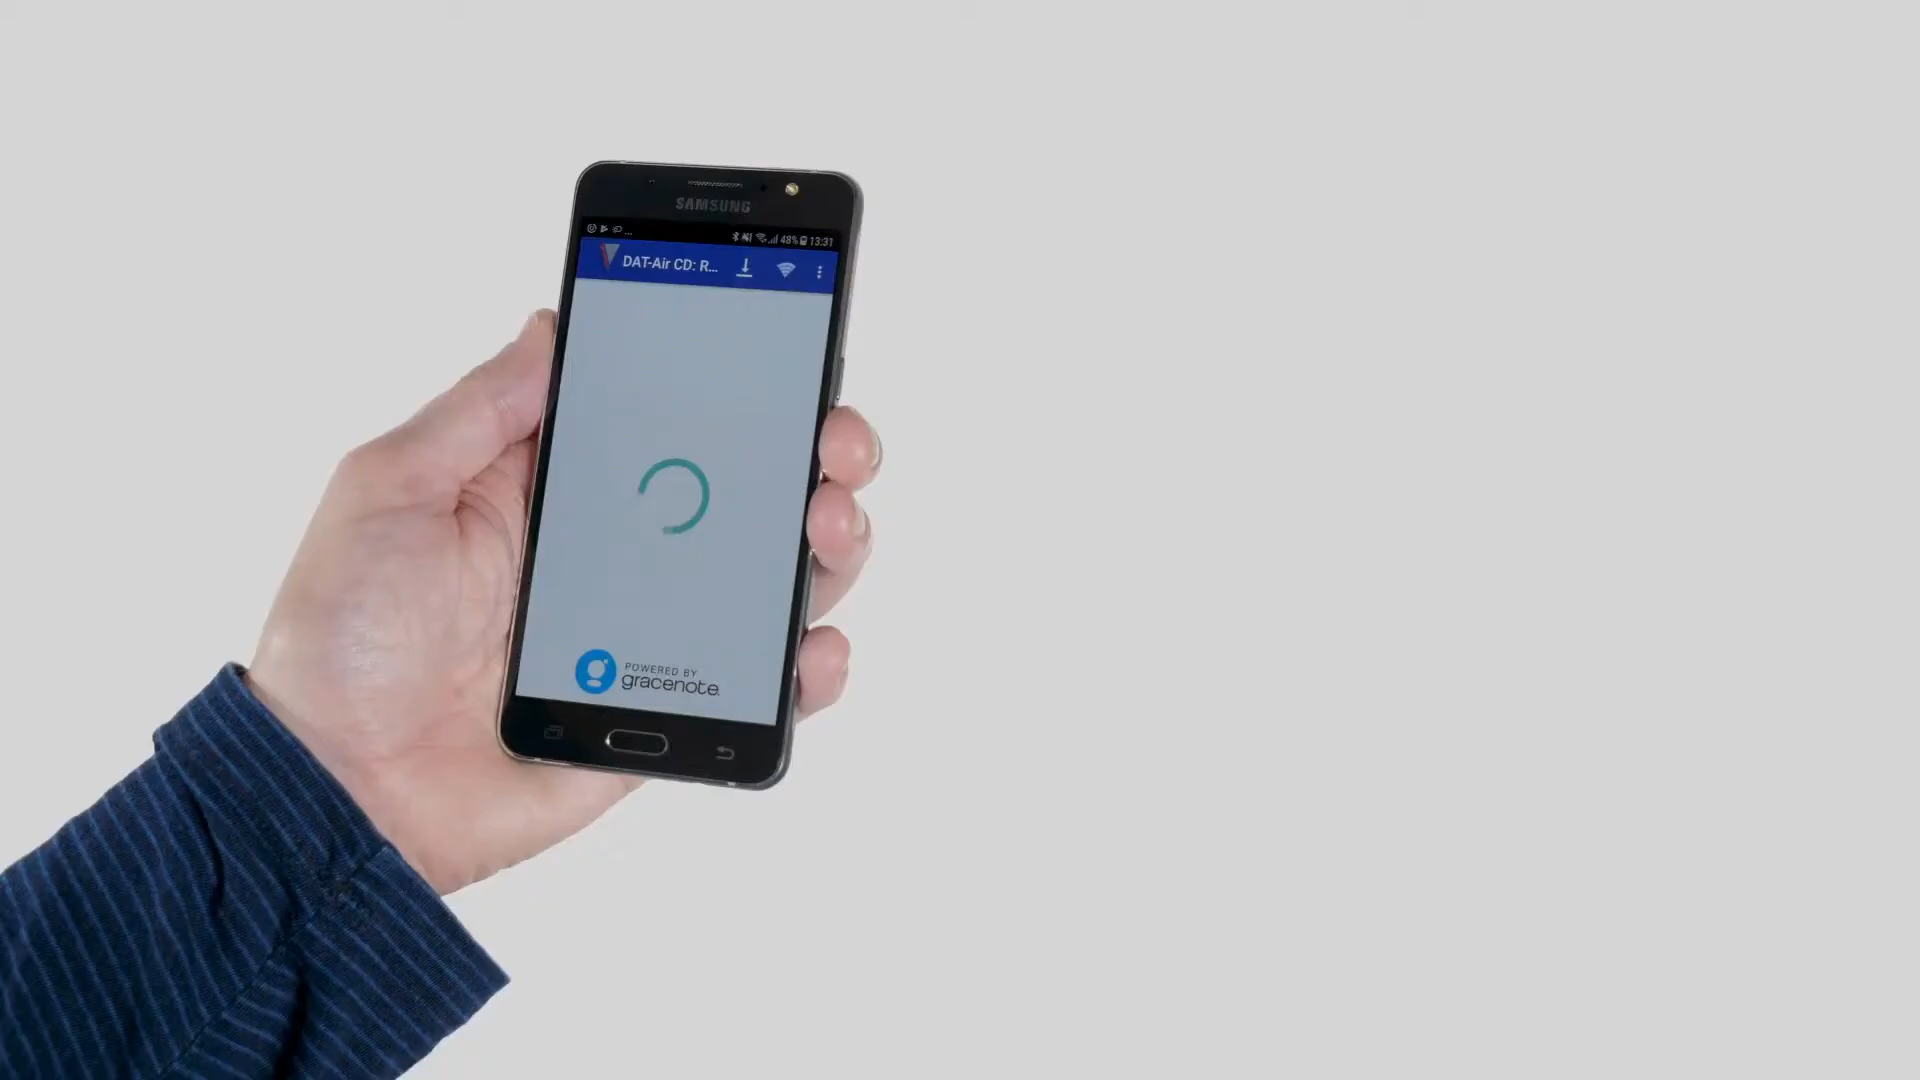 SAMSUNG
48% 13:31
DAT-Air CD: R...
POWERED BY
gracenote.